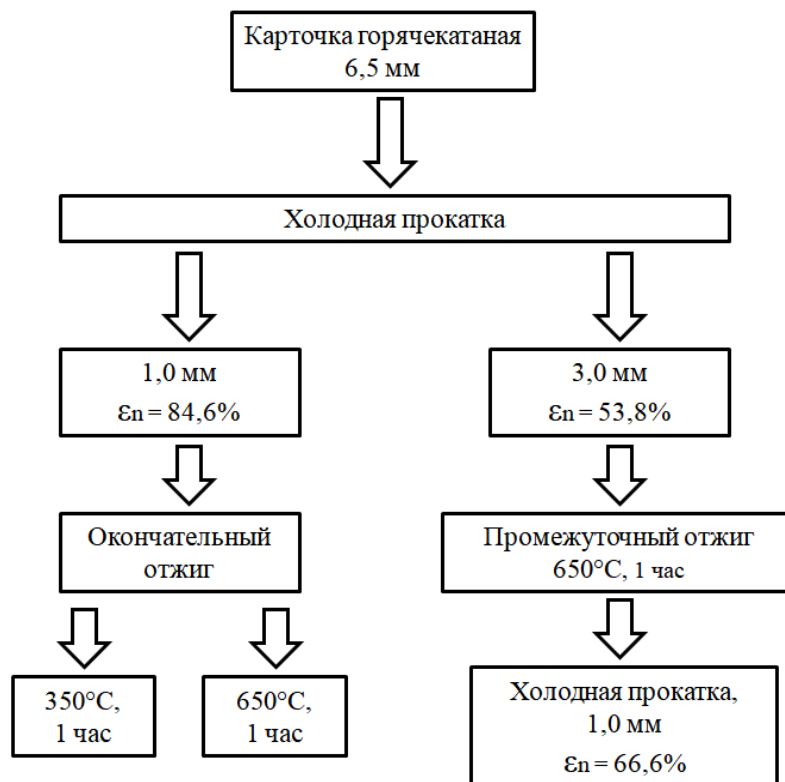 Карточка горячекатаная
6,5 мм
Холодная прокатка
1,0 мм
εn = 84,6%
3,0 мм
εn = 53,8%
Окончательный
отжиг
Промежуточный отжиг
650°С, 1 час
350°С,
1 час
650°С,
1 час
Холодная прокатка,
1,0 мм
εn = 66,6%